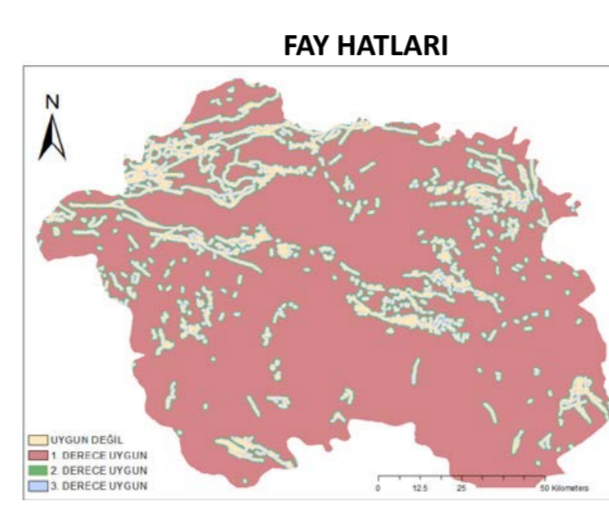 FAY HATLARI
N
UYGUN DEĞİL
1. DERECE UYGUN
2. DERECE UYGUN
3. DERECE UYGUN
0 12.5 25 50 Kilometers